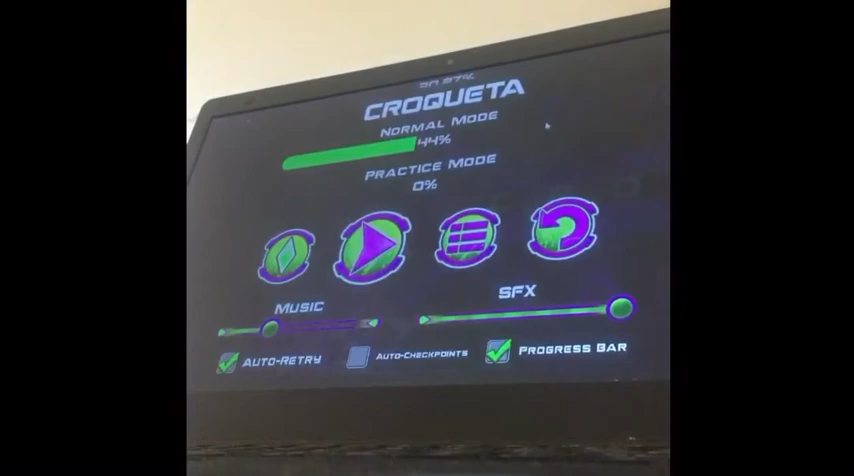 CROQUETA
NORMAL MODE
44%
PRACTICE MODE
0%
MUSIC
SFX
AUTO-RETRY
AUTO-CHECKPOINTS
PROGRESS BAR